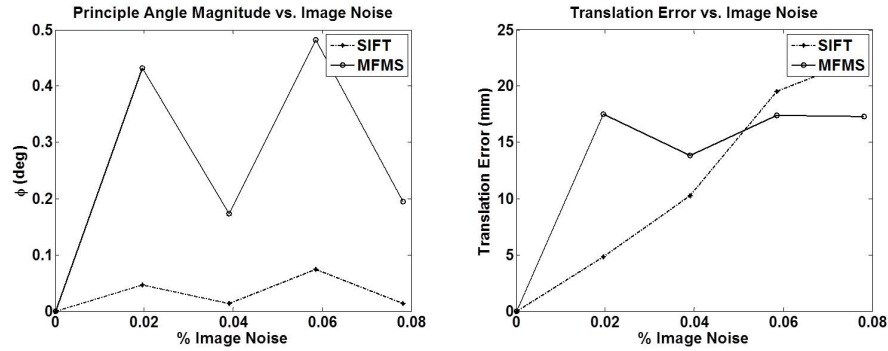 Principle Angle Magnitude vs. Image Noise
0.5
0.4
0.3
0.2
0.1
0
ϕ (deg)
SIFT
MFMS
0
0.02
0.04
0.06
0.08
% Image Noise
Translation Error vs. Image Noise
25
20
15
10
5
0
Translation Error (mm)
SIFT
MFMS
0
0.02
0.04
0.06
0.08
% Image Noise